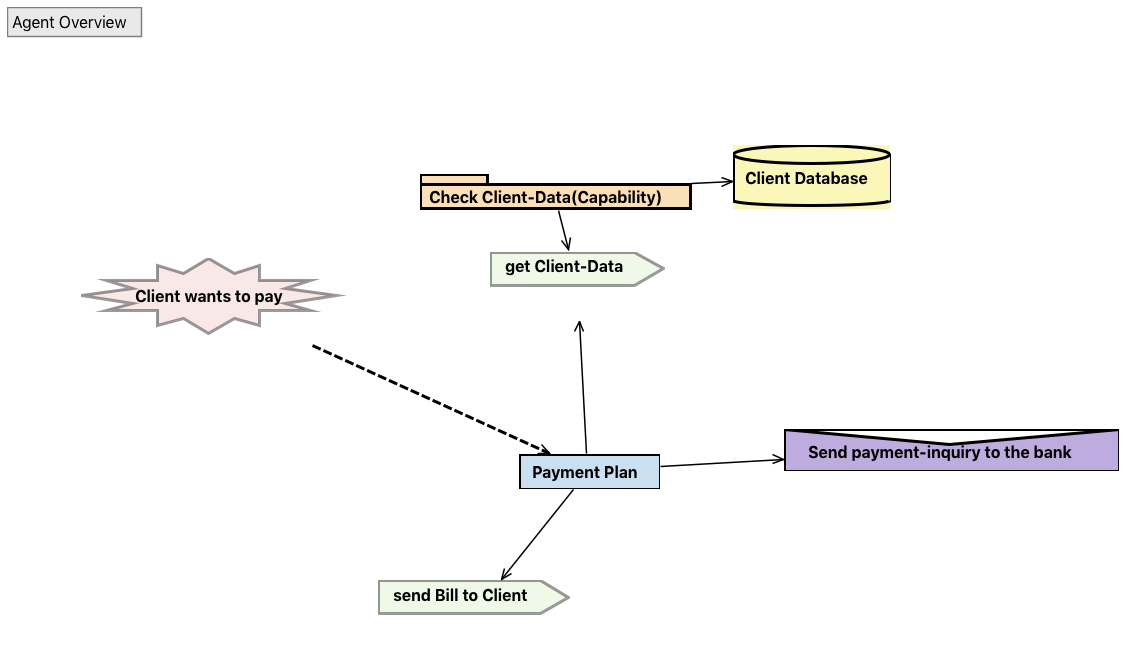 Agent Overview
Client Database
Check Client-Data(Capability)
get Client-Data
Client wants to pay
Send payment-inquiry to the bank
Payment Plan
send Bill to Client